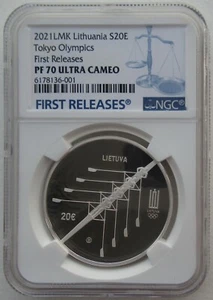 2021LMK Lithuania S20E
Tokyo Olympics
First Releases
PF 70 ULTRA CAMEO
6178136-001
FIRST RELEASES®
NGC®
LIETUVA
20€